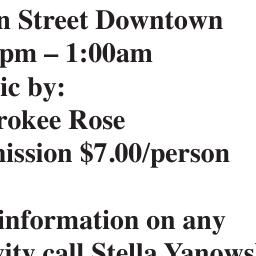 n Street Downtown
pm – 1:00am
ic by:
rokee Rose
nission $7.00/person
information on any
vity call Stella Yanows